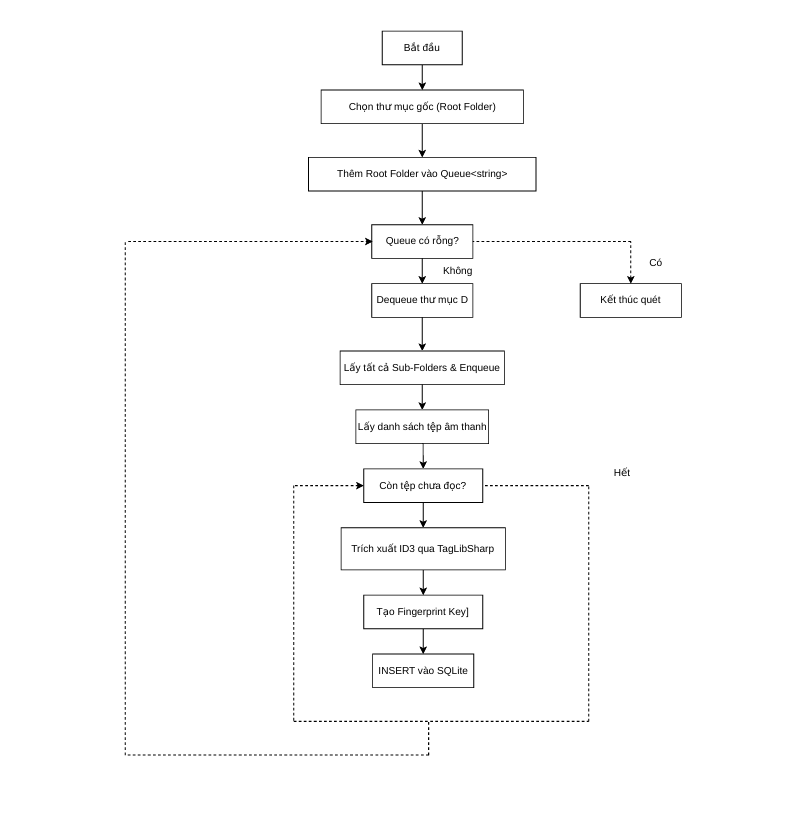 Bắt đầu
Chọn thư mục gốc (Root Folder)
Thêm Root Folder vào Queue<string>
Queue có rỗng?
Có
Không
Dequeue thư mục D
Kết thúc quét
Lấy tất cả Sub-Folders & Enqueue
Lấy danh sách tệp âm thanh
Hết
Còn tệp chưa đọc?
Trích xuất ID3 qua TagLibSharp
Tạo Fingerprint Key]
INSERT vào SQLite